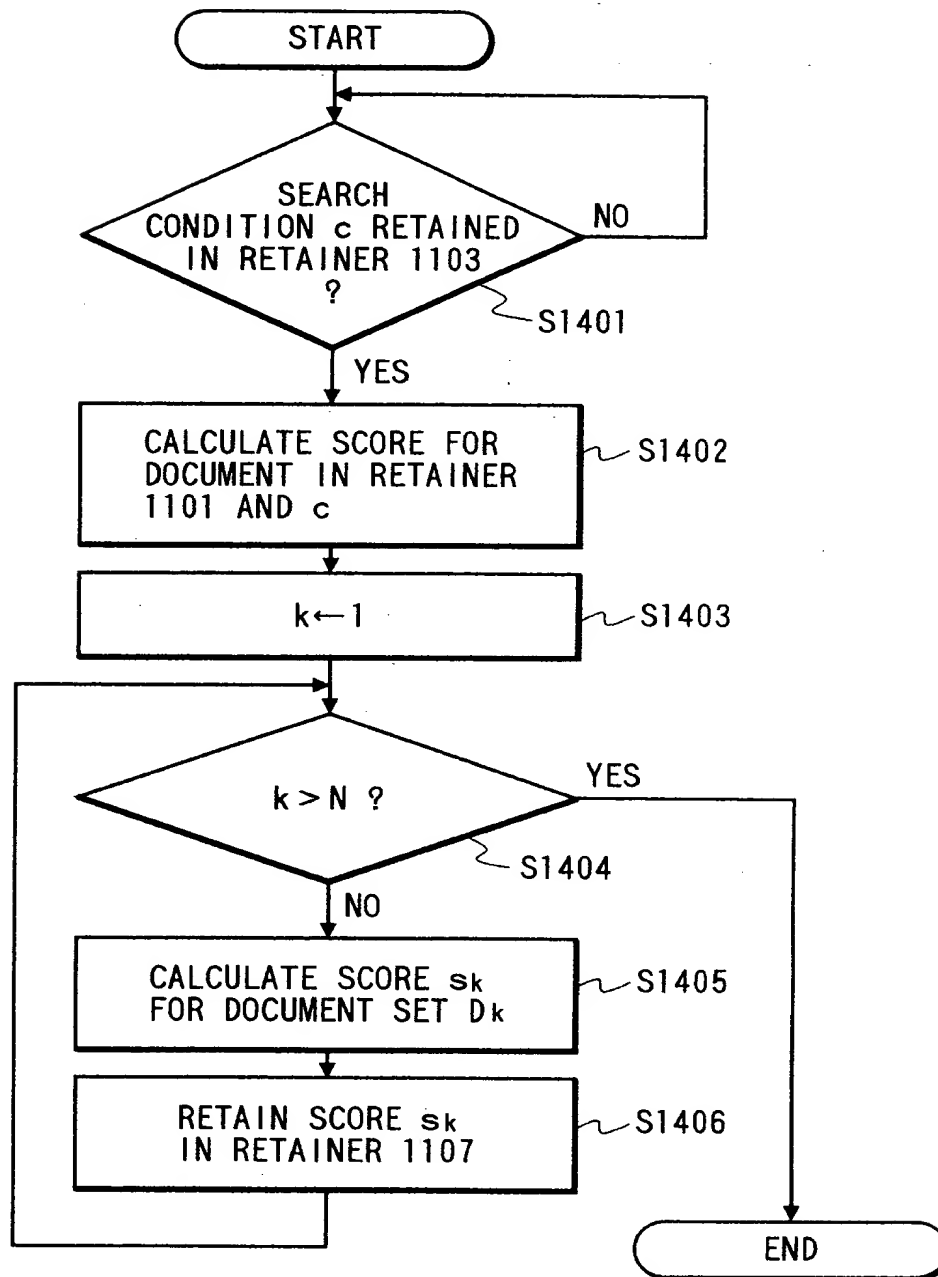 START
SEARCH
CONDITION c RETAINED
IN RETAINER 1103
?
NO
S1401
YES
CALCULATE SCORE FOR
DOCUMENT IN RETAINER
1101 AND c
S1402
k←1
S1403
k > N ?
YES
S1404
NO
CALCULATE SCORE sk
FOR DOCUMENT SET Dk
S1405
RETAIN SCORE sk
IN RETAINER 1107
S1406
END